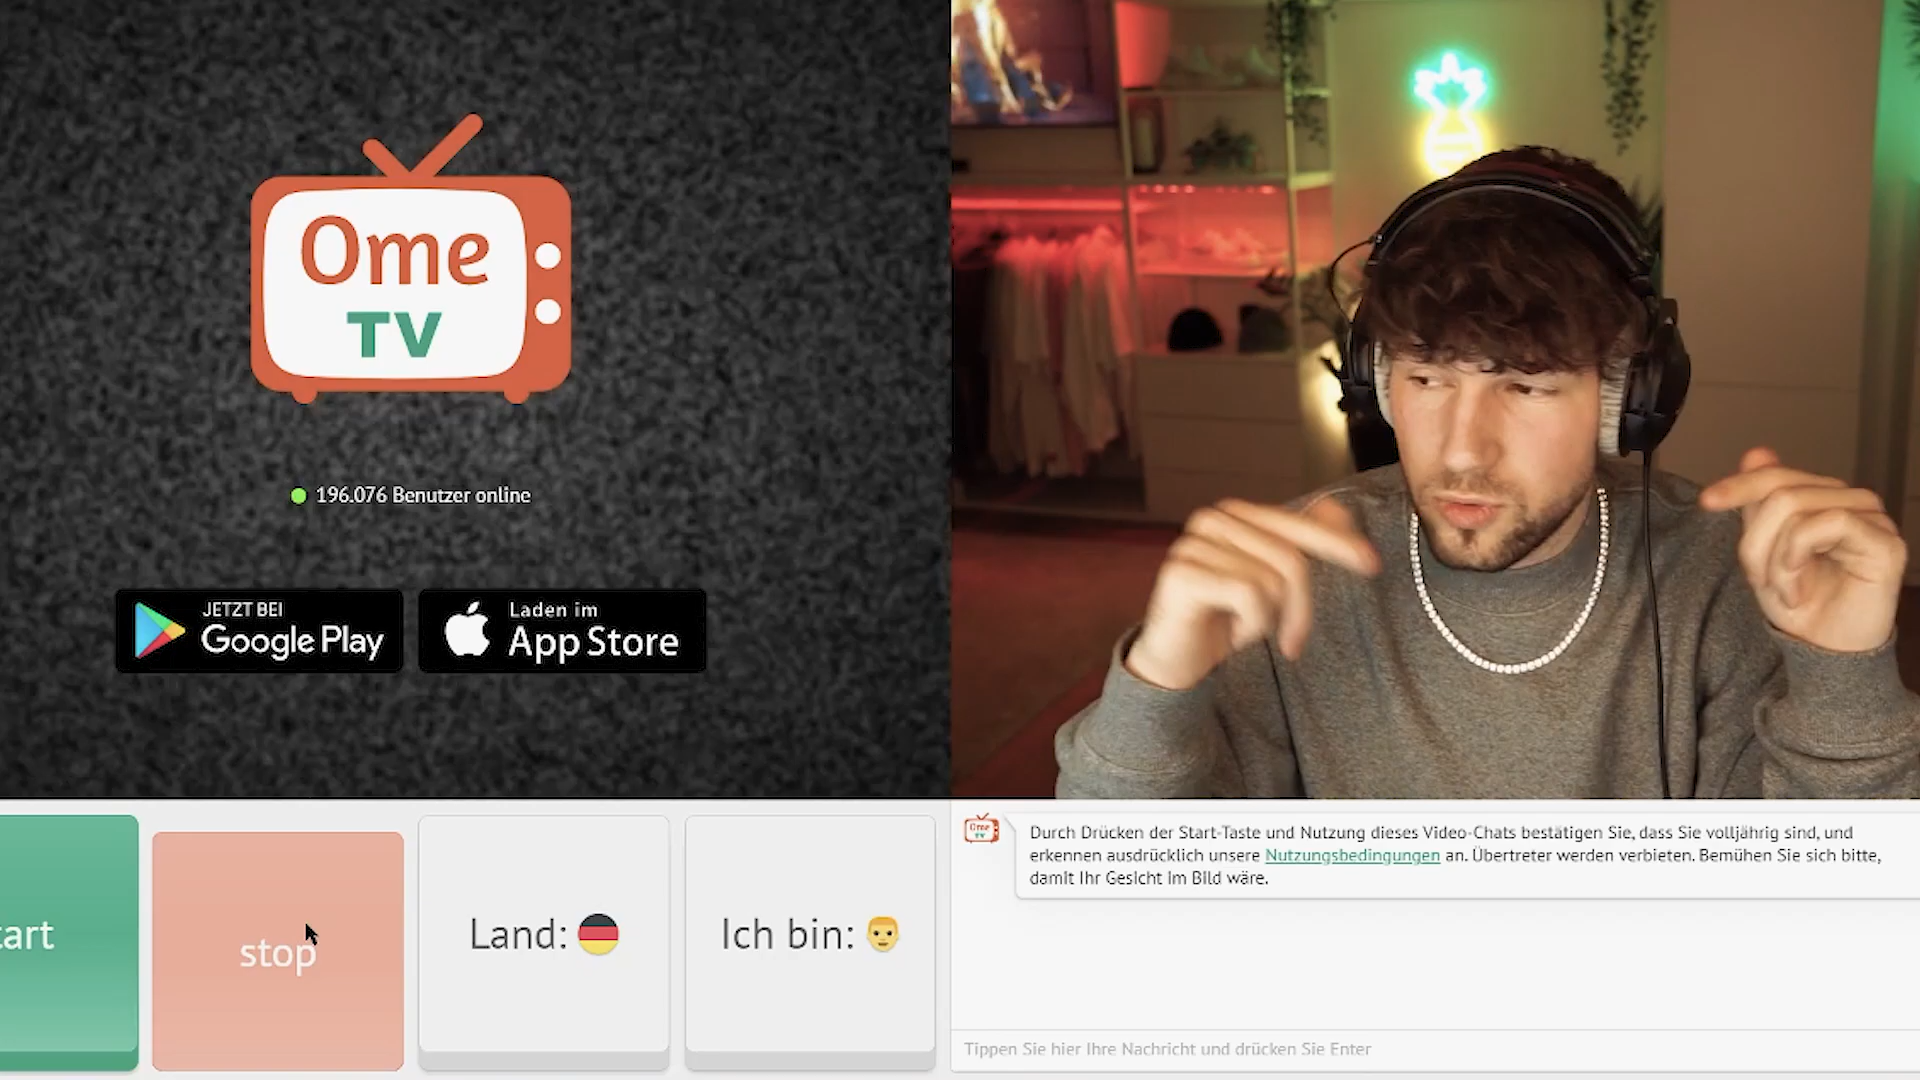 Ome
TV
196.076 Benutzer online
JETZT BEI
Google Play
Laden im
App Store
art
stop
Land:
Ich bin:
Ome
TV
Durch Drücken der Start-Taste und Nutzung dieses Video-Chats bestätigen Sie, dass Sie volljährig sind, und
erkennen ausdrücklich unsere Nutzungsbedingungen an. Übertreter werden verbieten. Bemühen Sie sich bitte,
damit Ihr Gesicht im Bild wäre.
Tippen Sie hier Ihre Nachricht und drücken Sie Enter